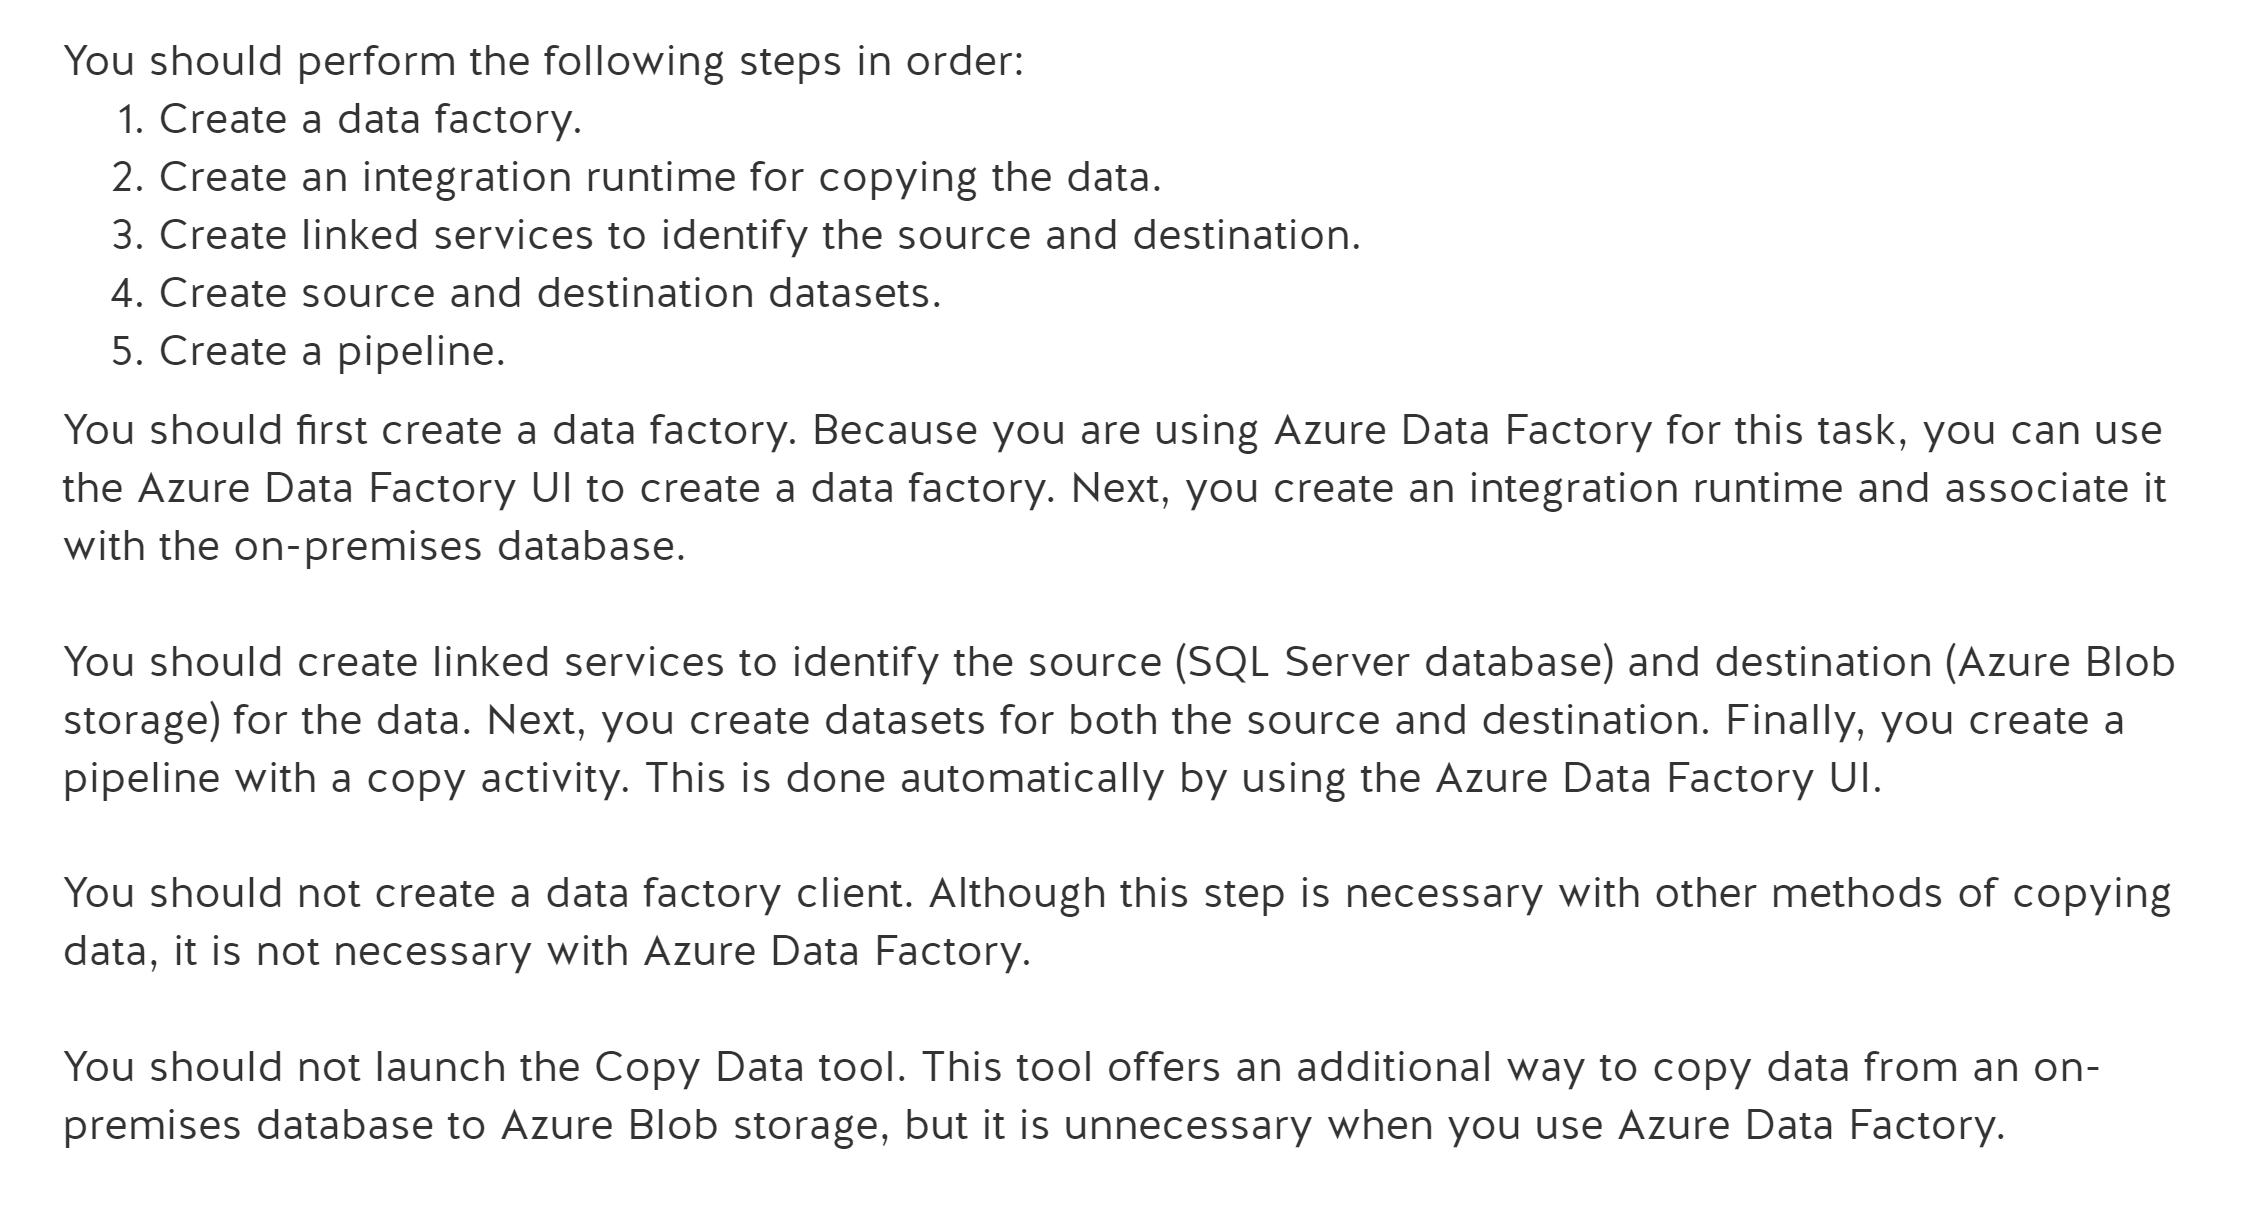 You should perform the following steps in order:
1. Create a data factory.
2. Create an integration runtime for copying the data.
3. Create linked services to identify the source and destination.
4. Create source and destination datasets.
5. Create a pipeline.
You should first create a data factory. Because you are using Azure Data Factory for this task, you can use
the Azure Data Factory UI to create a data factory. Next, you create an integration runtime and associate it
with the on-premises database.
You should create linked services to identify the source (SQL Server database) and destination (Azure Blob
storage) for the data. Next, you create datasets for both the source and destination. Finally, you create a
pipeline with a copy activity. This is done automatically by using the Azure Data Factory UI.
You should not create a data factory client. Although this step is necessary with other methods of copying
data, it is not necessary with Azure Data Factory.
You should not launch the Copy Data tool. This tool offers an additional way to copy data from an on-
premises database to Azure Blob storage, but it is unnecessary when you use Azure Data Factory.